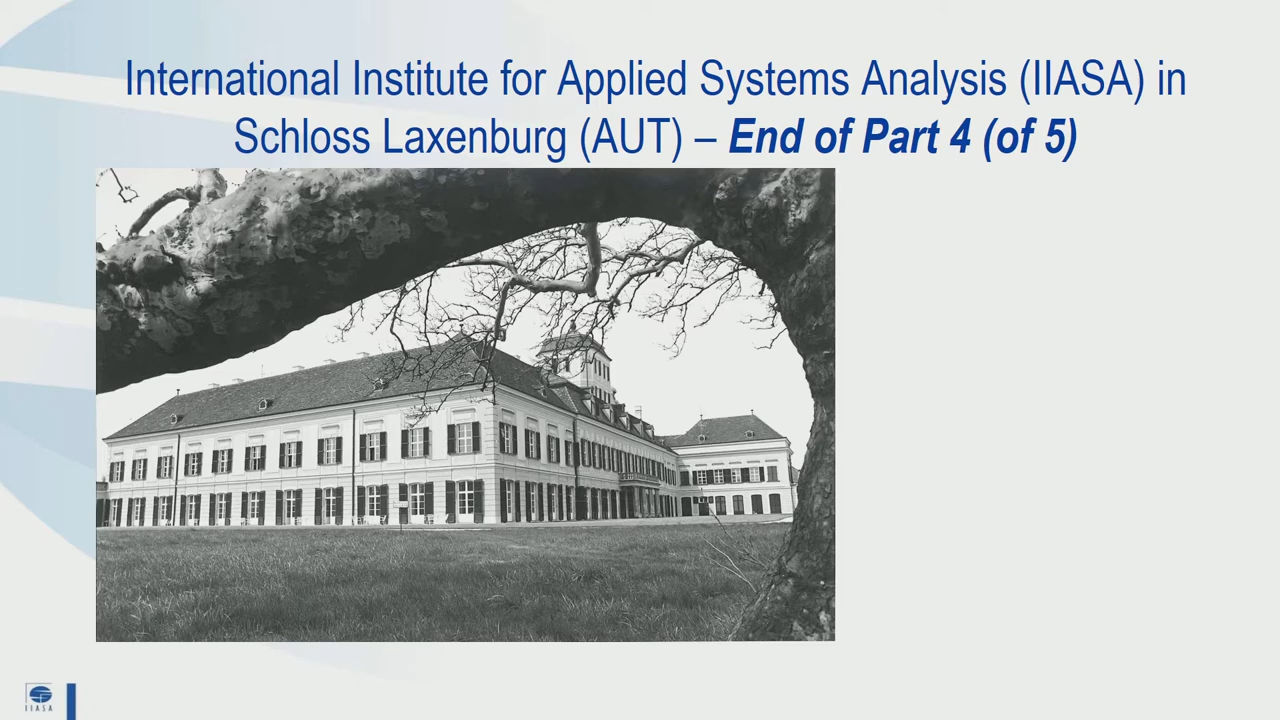 International Institute for Applied Systems Analysis (IIASA) in
Schloss Laxenburg (AUT) – End of Part 4 (of 5)
IIASA